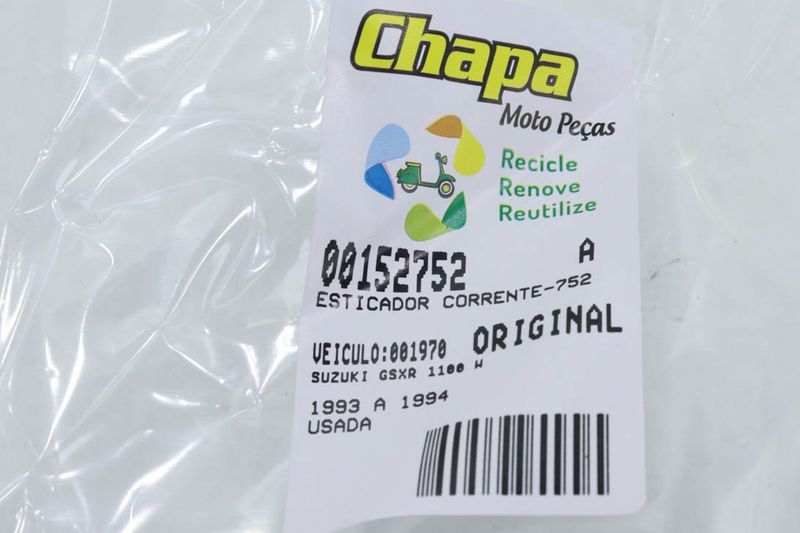 Chapa
Moto Peças
Recicle
Renove
Reutilize
00152752 A
ESTICADOR CORRENTE-752
VEICULO:001970 ORIGINAL
SUZUKI GSXR 1100 W
1993 A 1994
USADA